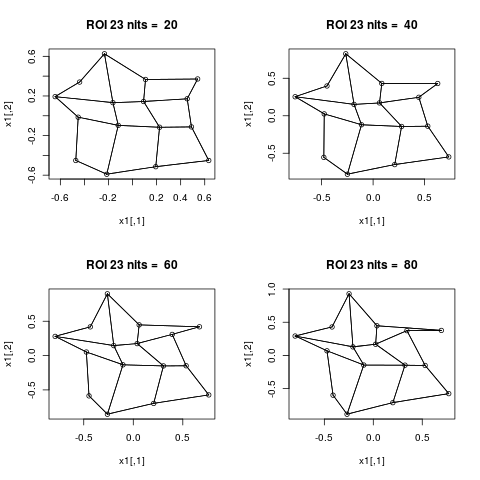 ROI 23 nits = 20
ROI 23 nits = 40
x1[,2]
0.6
0.2
-0.2
-0.6
-0.6 -0.2 0.2 0.4 0.6
x1[,1]
x1[,2]
0.5
0.0
-0.5
-0.5 0.0 0.5
x1[,1]
ROI 23 nits = 60
ROI 23 nits = 80
x1[,2]
0.5
0.0
-0.5
-0.5 0.0 0.5
x1[,1]
x1[,2]
1.0
0.5
0.0
-0.5
-0.5 0.0 0.5
x1[,1]